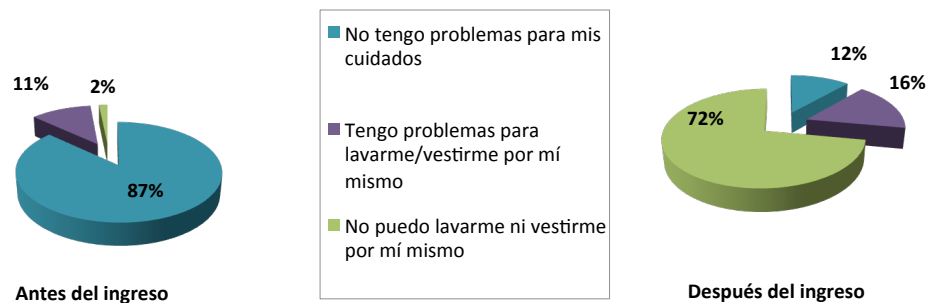 11%
2%
87%
Antes del ingreso
No tengo problemas para mis
cuidados
Tengo problemas para
lavarme/vestirme por mí
mismo
No puedo lavarme ni vestirme
por mí mismo
12%
16%
72%
Después del ingreso